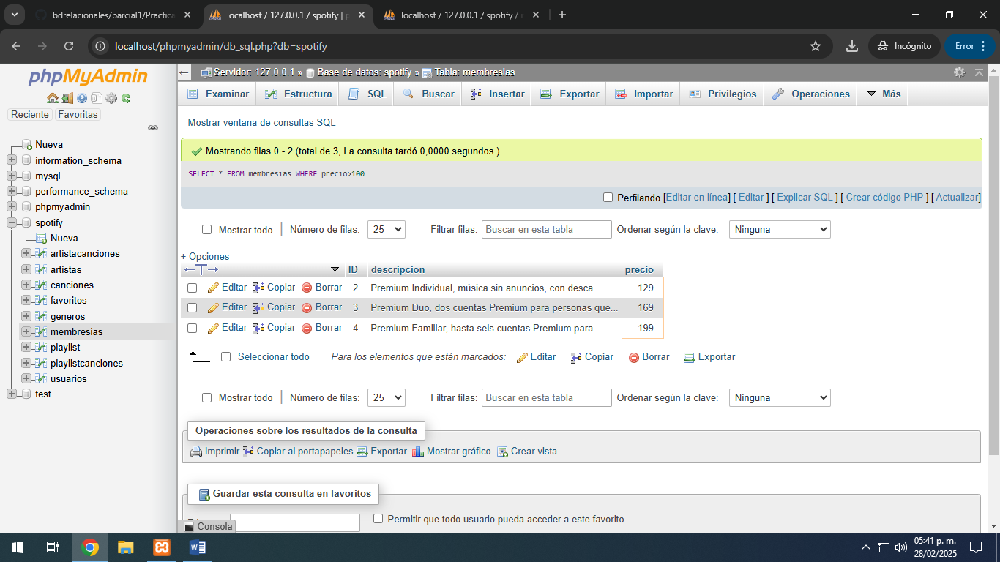 bdrelacionales/parcial1/Practica
localhost / 127.0.0.1 / spotify | p
localhost / 127.0.0.1 / spotify /
localhost/phpmyadmin/db_sql.php?db=spotify
Incógnito
Error
phpMyAdmin
Reciente Favoritas
Nueva
information_schema
mysql
performance_schema
phpmyadmin
spotify
Nueva
artistacanciones
artistas
canciones
favoritos
generos
membresias
playlist
playlistcanciones
usuarios
test
Servidor: 127.0.0.1 » Base de datos: spotify » Tabla: membresias
Examinar Estructura SQL Buscar Insertar Exportar Importar Privilegios Operaciones Más
Mostrar ventana de consultas SQL
Mostrando filas 0 - 2 (total de 3, La consulta tardó 0,0000 segundos.)
SELECT * FROM membresias WHERE precio>100
Perfilando [Editar en línea] [ Editar ] [ Explicar SQL ] [ Crear código PHP ] [ Actualizar]
Mostrar todo Número de filas: 25 Filtrar filas: Buscar en esta tabla Ordenar según la clave: Ninguna
+ Opciones
←T→ ID descripcion precio
Editar Copiar Borrar 2 Premium Individual, música sin anuncios, con desca... 129
Editar Copiar Borrar 3 Premium Duo, dos cuentas Premium para personas que... 169
Editar Copiar Borrar 4 Premium Familiar, hasta seis cuentas Premium para ... 199
Seleccionar todo Para los elementos que están marcados: Editar Copiar Borrar Exportar
Mostrar todo Número de filas: 25 Filtrar filas: Buscar en esta tabla Ordenar según la clave: Ninguna
Operaciones sobre los resultados de la consulta
Imprimir Copiar al portapapeles Exportar Mostrar gráfico Crear vista
Guardar esta consulta en favoritos
Permitir que todo usuario pueda acceder a este favorito
Consola
05:41 p. m.
28/02/2025